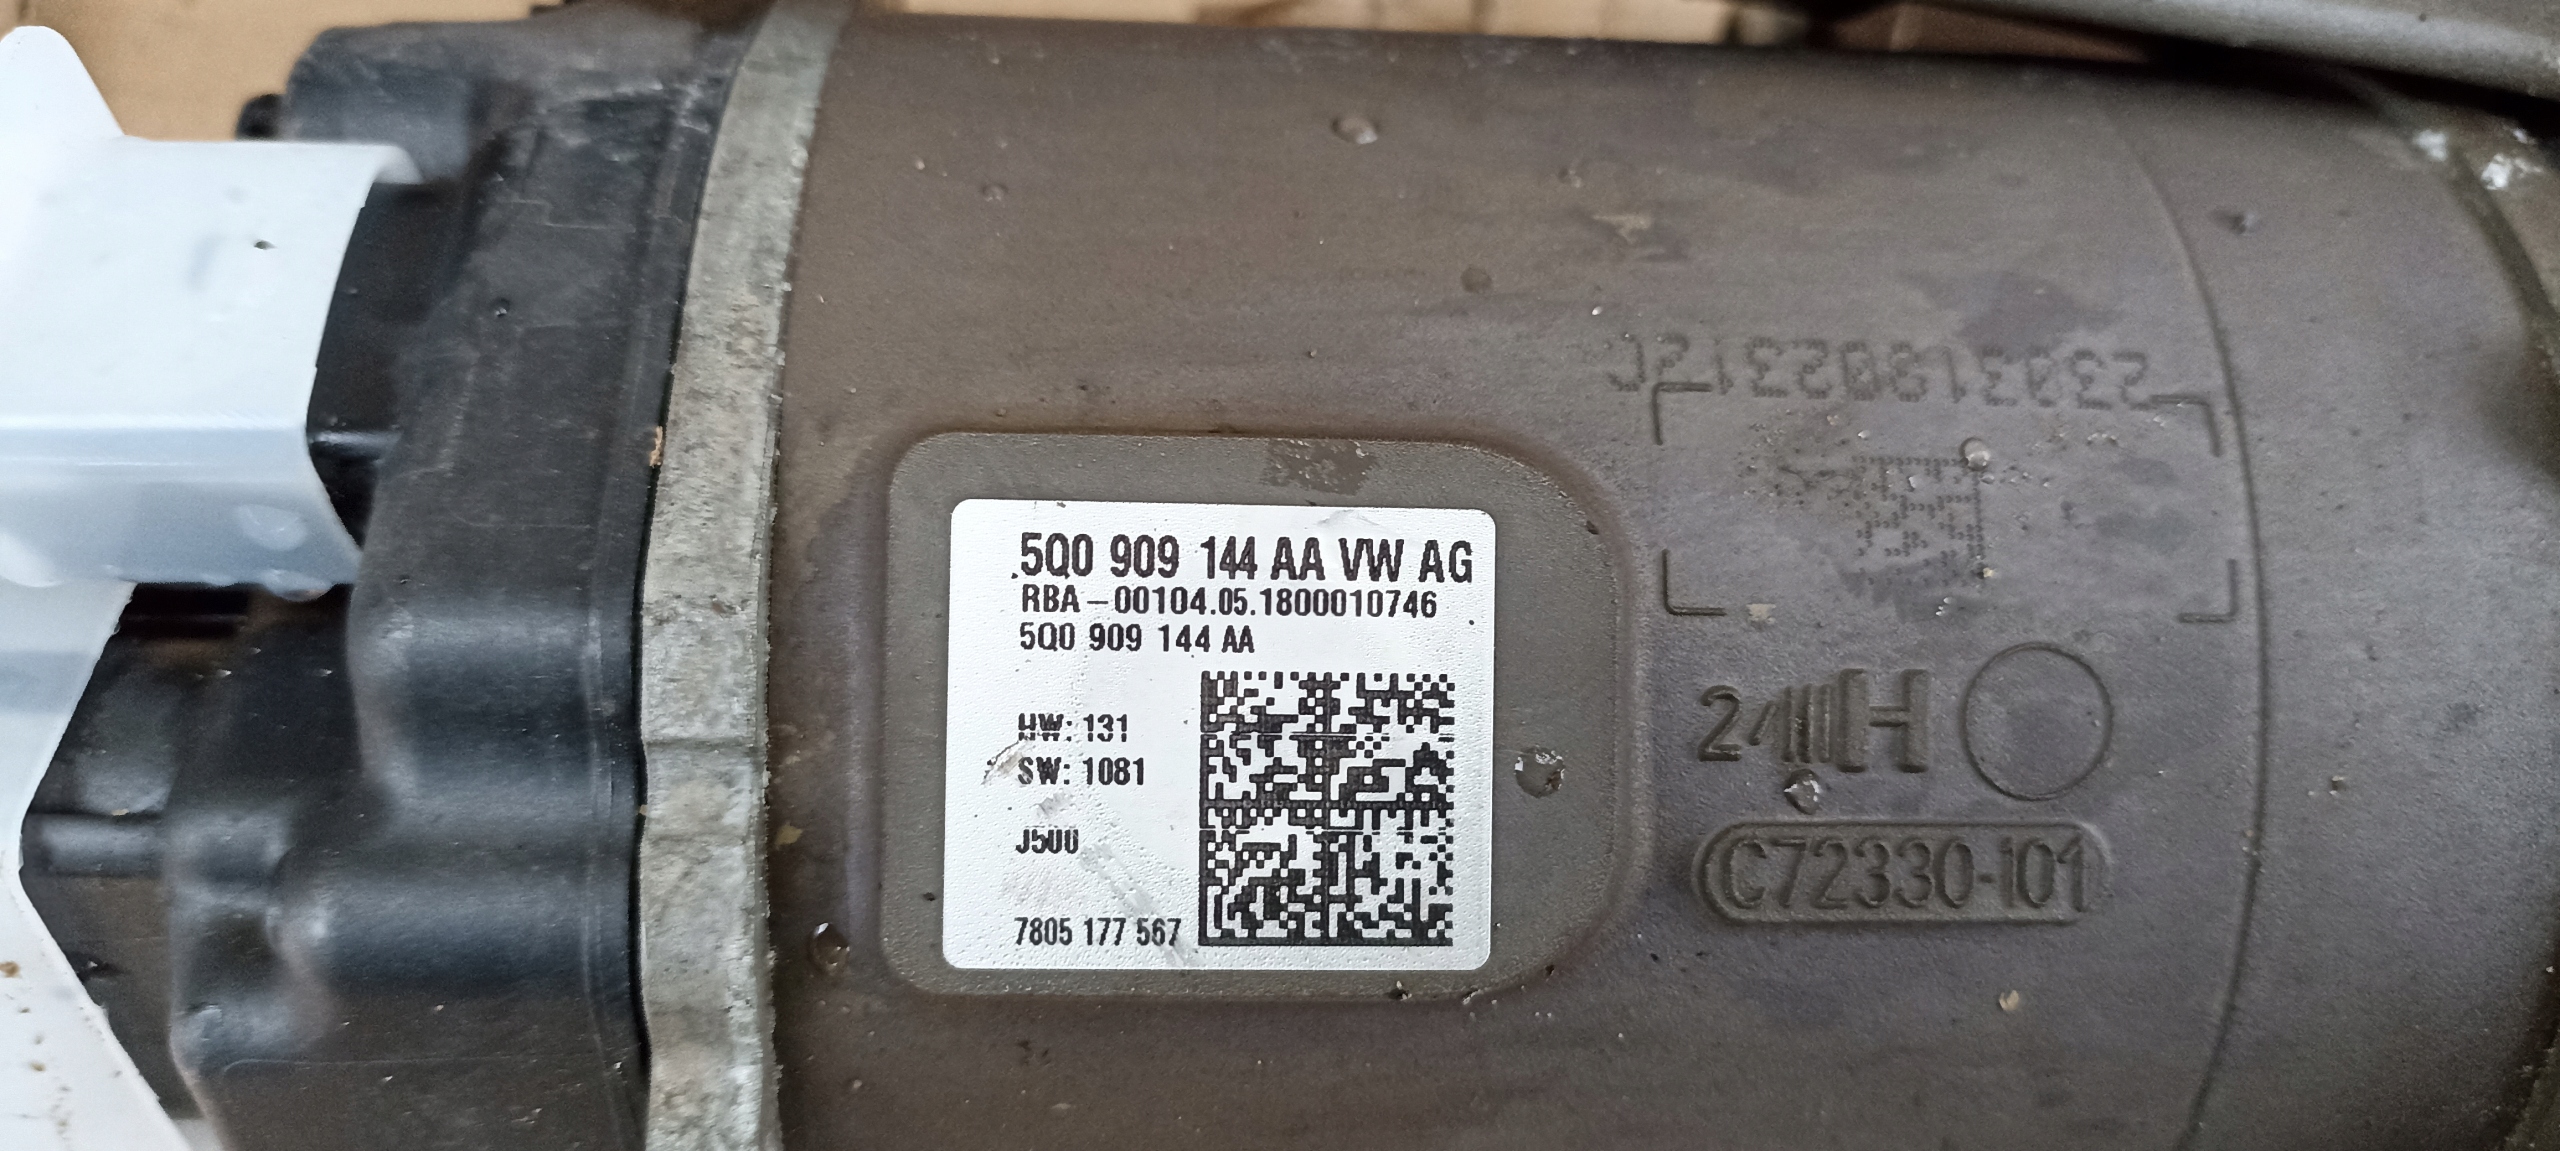 5Q0 909 144 AA VW AG
RBA-00104.05.1800010746
5Q0 909 144 AA
HW: 131
SW: 1081
J500
7805 177 567
C72330-101